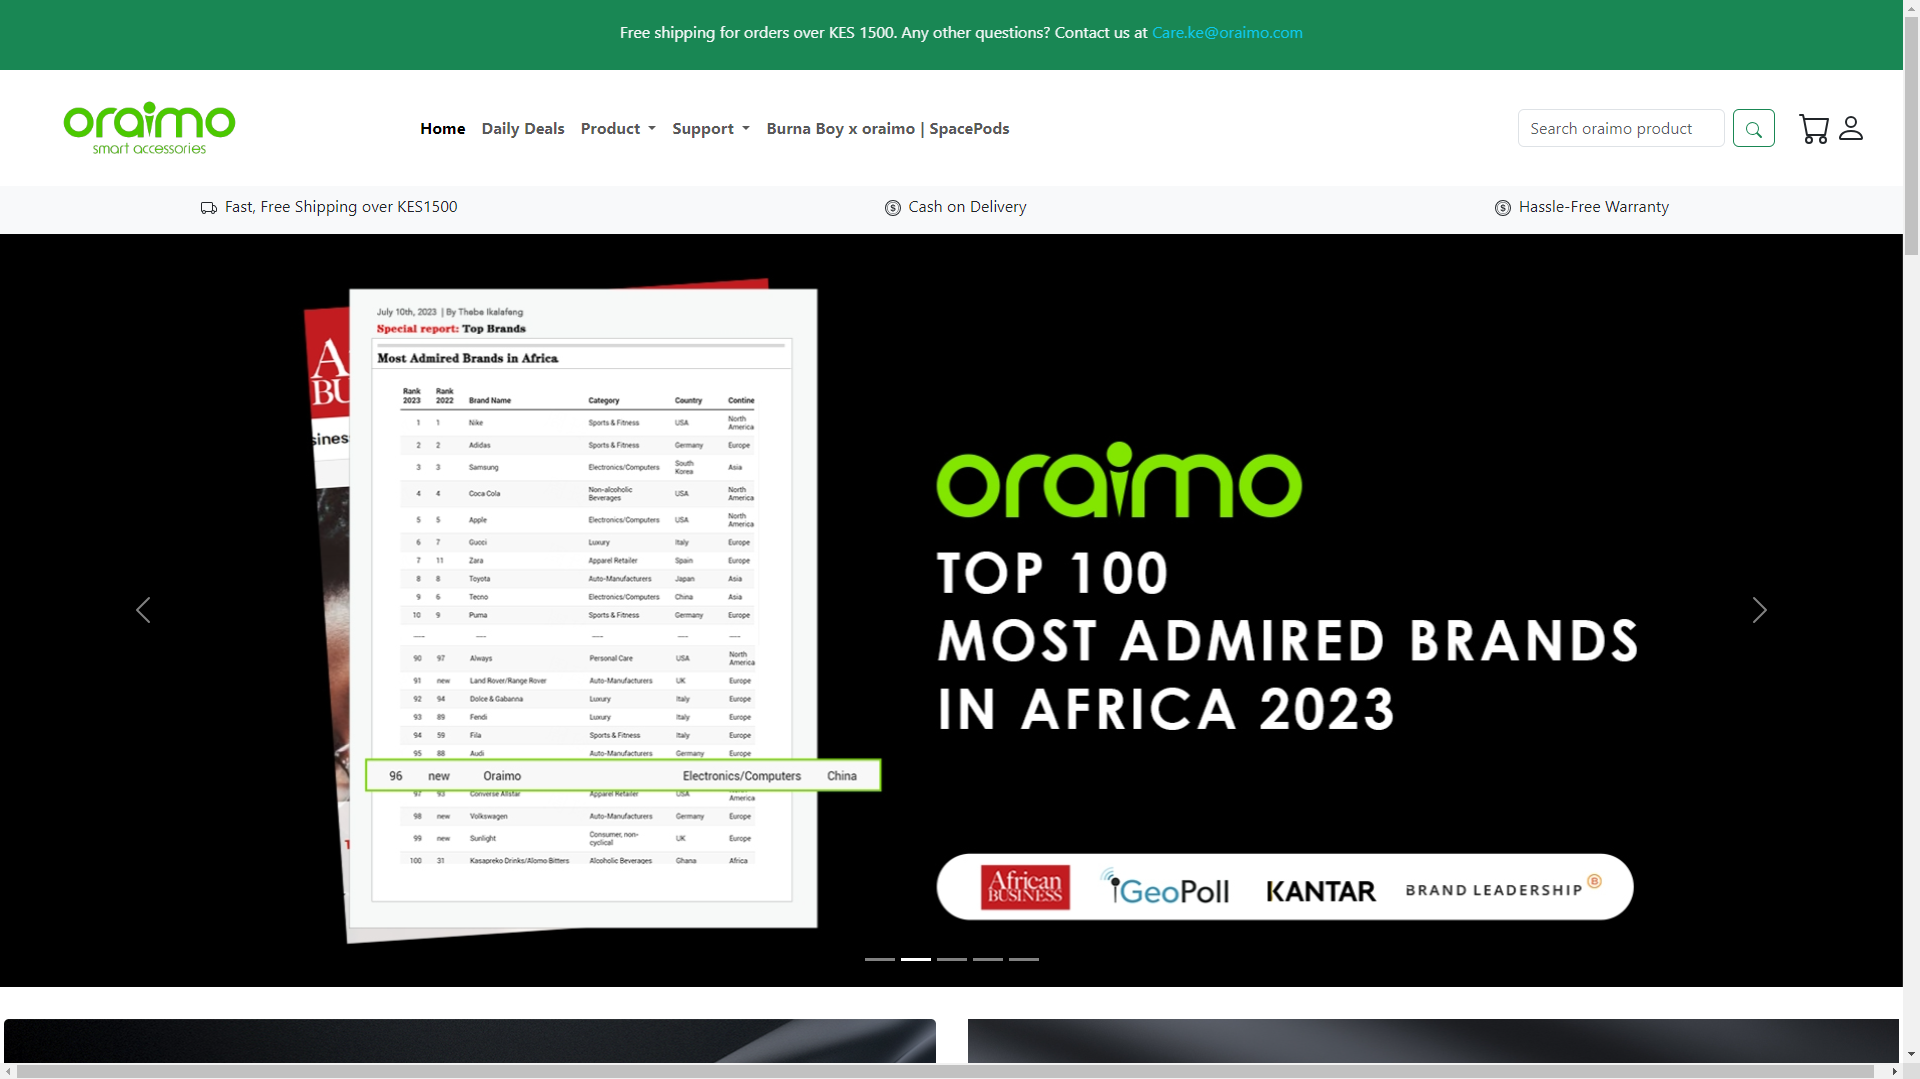 Free shipping for orders over KES 1500. Any other questions? Contact us at Care.ke@oraimo.com
oraimo
smart accessories
Home Daily Deals Product Support Burna Boy x oraimo | SpacePods
Search oraimo product
Fast, Free Shipping over KES1500
Cash on Delivery
Hassle-Free Warranty
July 10th, 2023 | By Thebe Ikalafeng
Special report: Top Brands
Most Admired Brands in Africa
Rank 2023 Rank 2022 Brand Name Category Country Contine
1 1 Nike Sports & Fitness USA North America
2 2 Adidas Sports & Fitness Germany Europe
3 3 Samsung Electronics/Computers South Korea Asia
4 4 Coca Cola Non-alcoholic Beverages USA North America
5 5 Apple Electronics/Computers USA North America
6 7 Gucci Luxury Italy Europe
7 11 Zara Apparel Retailer Spain Europe
8 8 Toyota Auto-Manufacturers Japan Asia
9 6 Tecno Electronics/Computers China Asia
10 9 Puma Sports & Fitness Germany Europe
90 97 Always Personal Care USA North America
91 new Land Rover/Range Rover Auto-Manufacturers UK Europe
92 94 Dolce & Gabanna Luxury Italy Europe
93 89 Fendi Luxury Italy Europe
94 59 Fila Sports & Fitness Italy Europe
95 88 Audi Auto-Manufacturers Germany Europe
96 new Oraimo Electronics/Computers China
97 93 Converse Allstar Apparel Retailer USA America
98 new Volkswagen Auto-Manufacturers Germany Europe
99 new Sunlight Consumer, non-cyclical UK Europe
100 31 Kasapreko Drinks/Alomo Bitters Alcoholic Beverages Ghana Africa
oraimo
TOP 100
MOST ADMIRED BRANDS
IN AFRICA 2023
African BUSINESS
GeoPoll
KANTAR
BRAND LEADERSHIP B